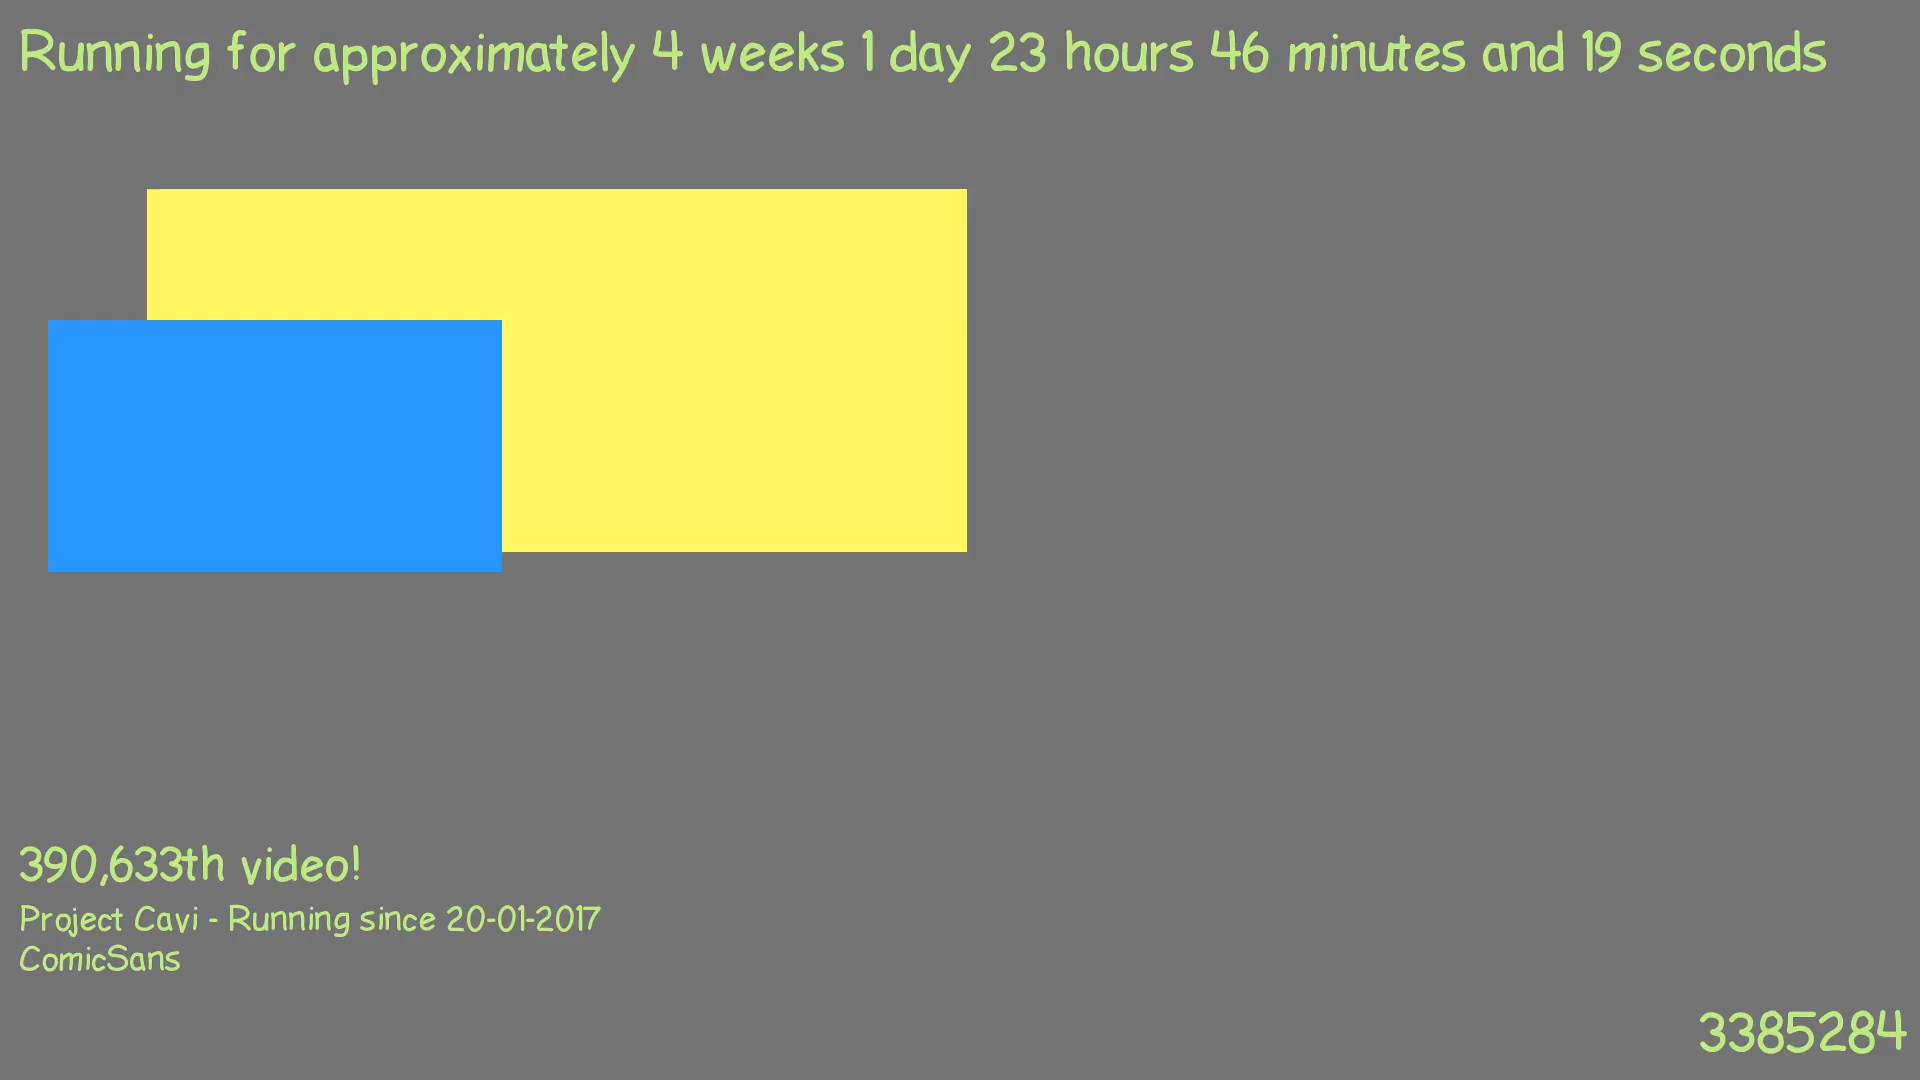 Running for approximately 4 weeks 1 day 23 hours 46 minutes and 19 seconds
390,633th video!
Project Cavi - Running since 20-01-2017
ComicSans
3385284